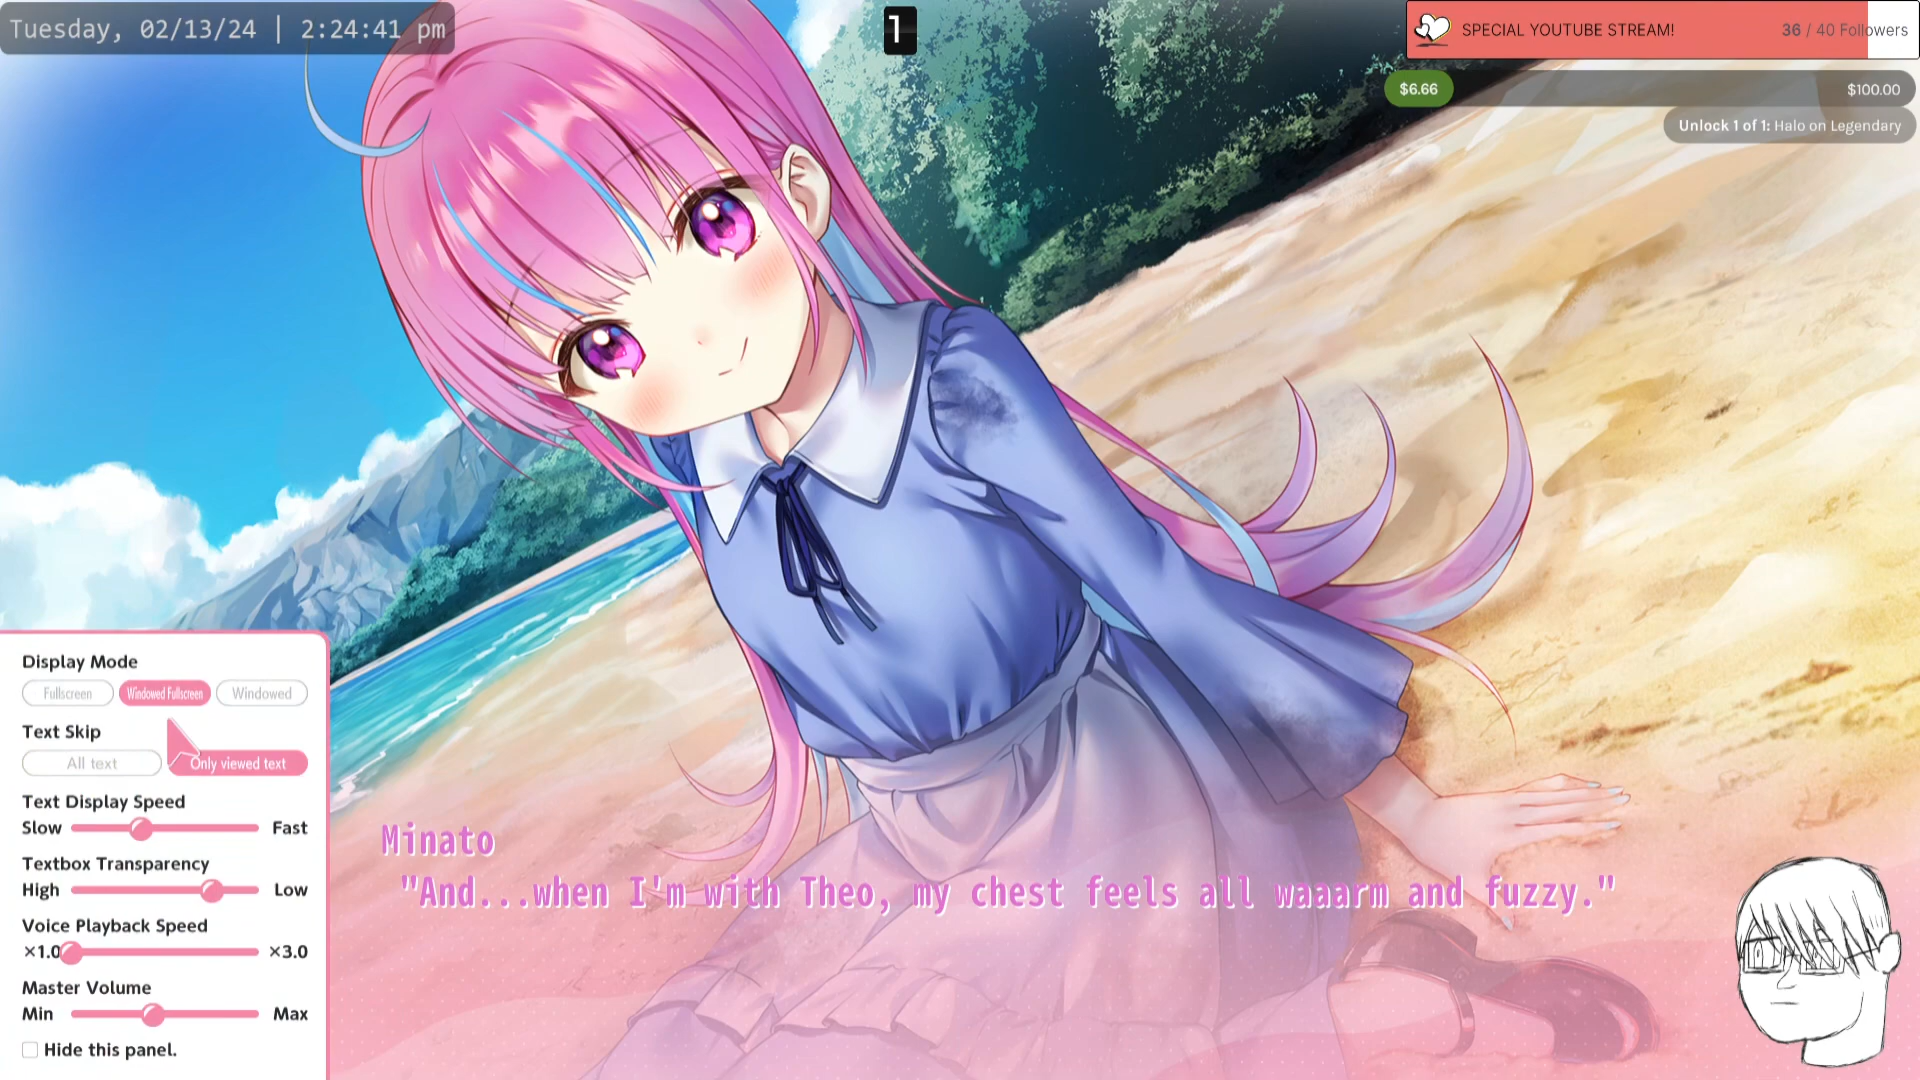 Tuesday, 02/13/24 | 2:24:41 pm
1
SPECIAL YOUTUBE STREAM!
36 / 40 Followers
$6.66
$100.00
Unlock 1 of 1: Halo on Legendary
Display Mode
Fullscreen Windowed Fullscreen Windowed
Text Skip
All text Only viewed text
Text Display Speed
Slow Fast
Textbox Transparency
High Low
Voice Playback Speed
×1.0 ×3.0
Master Volume
Min Max
Hide this panel.
Minato
"And...when I'm with Theo, my chest feels all waaarm and fuzzy."